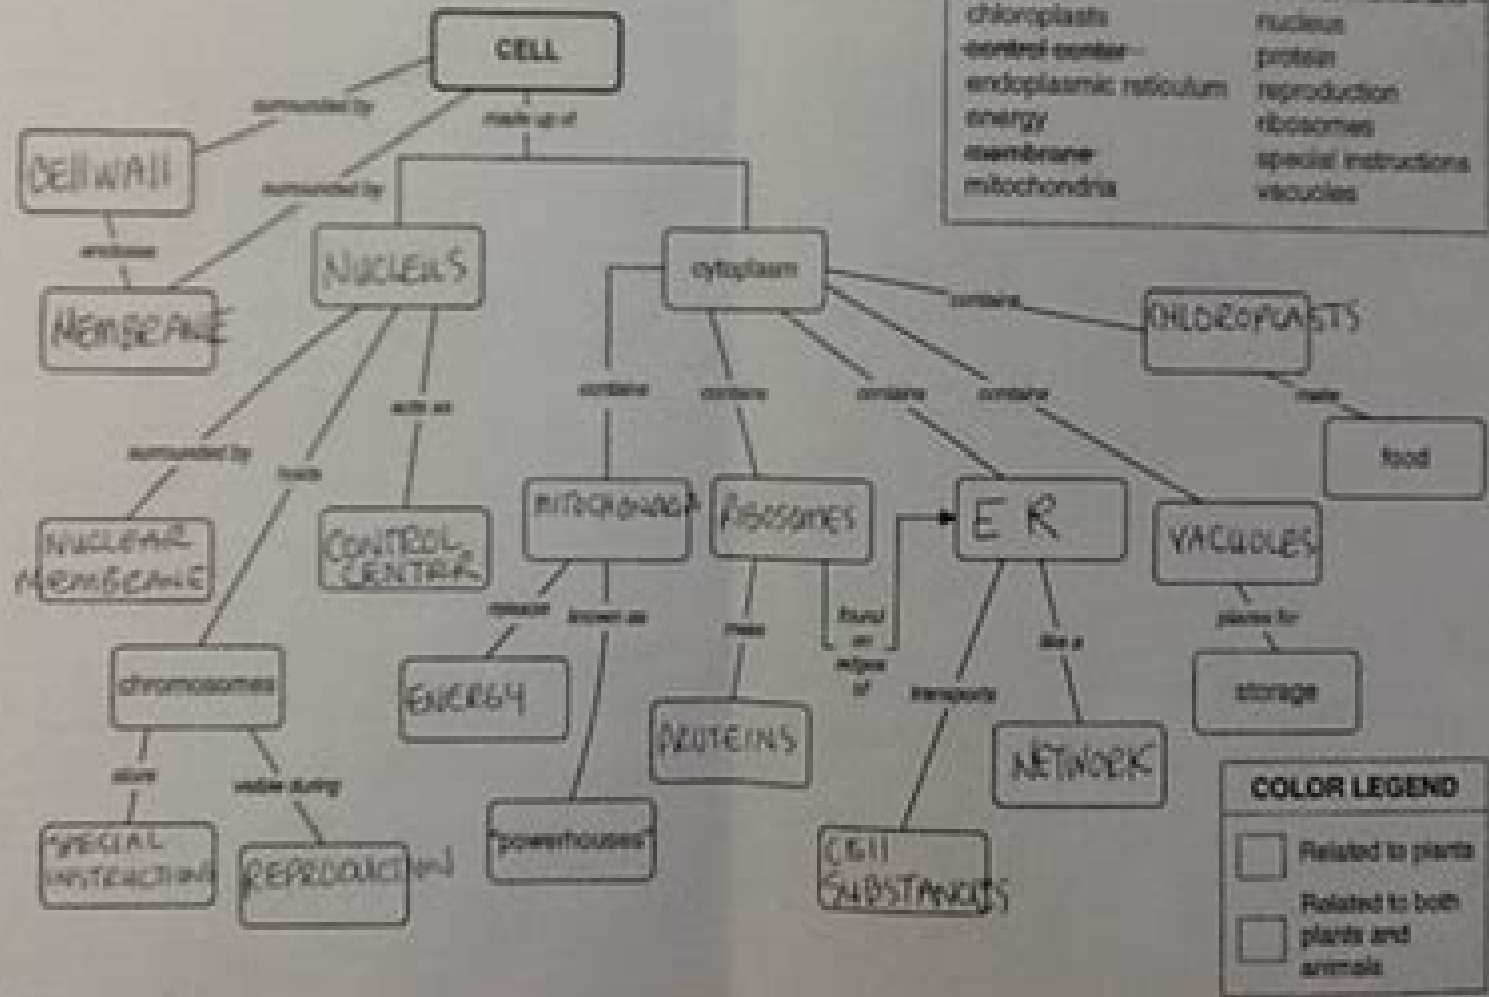 chloroplasts
nucleus
control center
protein
endoplasmic reticulum
reproduction
energy
ribosomes
membrane
special instructions
mitochondria
vacuoles
CELL
surrounded by
made up of
CEllWAll
surrounded by
encloses
NUCLEUS
cytoplasm
MEMBRANE
contains
CHLOROPLASTS
contains
contains
contains
contains
make
acts as
surrounded by
holds
food
MITOCHONDRIA
RIBOSOMES
E R
VACUOLES
NUCLEAR
MEMBRANE
CONTROL
CENTER
release
known as
make
found
on
edges
of
like a
places for
chromosomes
ENERGY
transports
storage
PROTEINS
NETWORK
store
visible during
SPECIAL
INSTRUCTIONS
REPRODUCTION
"powerhouses"
CEll
SUBSTANCES
COLOR LEGEND
Related to plants
Related to both
plants and
animals